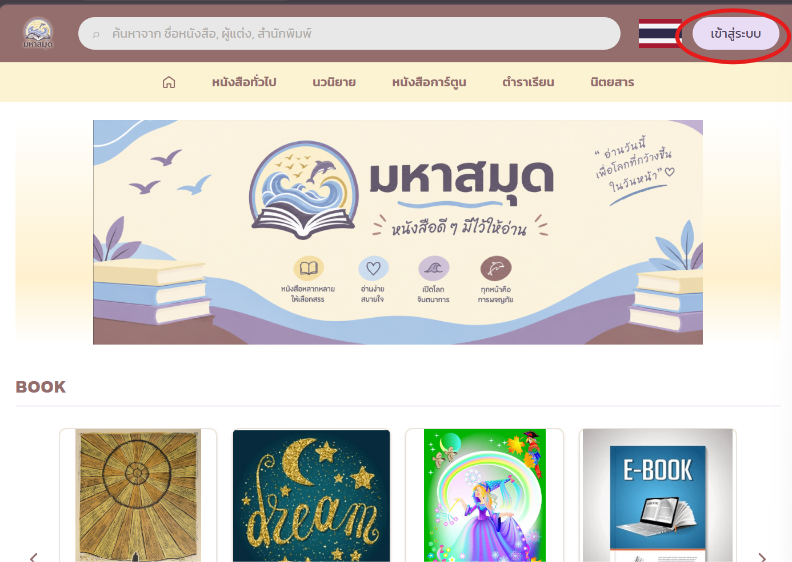 มหาสมุด
ค้นหาจาก ชื่อหนังสือ, ผู้แต่ง, สำนักพิมพ์
เข้าสู่ระบบ
หนังสือทั่วไป นวนิยาย หนังสือการ์ตูน ตำราเรียน นิตยสาร
มหาสมุด
หนังสือดี ๆ มีไว้ให้อ่าน
“ อ่านวันนี้
เพื่อโลกที่กว้างขึ้น
ในวันหน้า”
หนังสือหลากหลาย
ให้เลือกสรร
อ่านง่าย
สบายใจ
เปิดโลก
จินตนาการ
ทุกหน้าคือ
การผจญภัย
BOOK
dream
E-BOOK